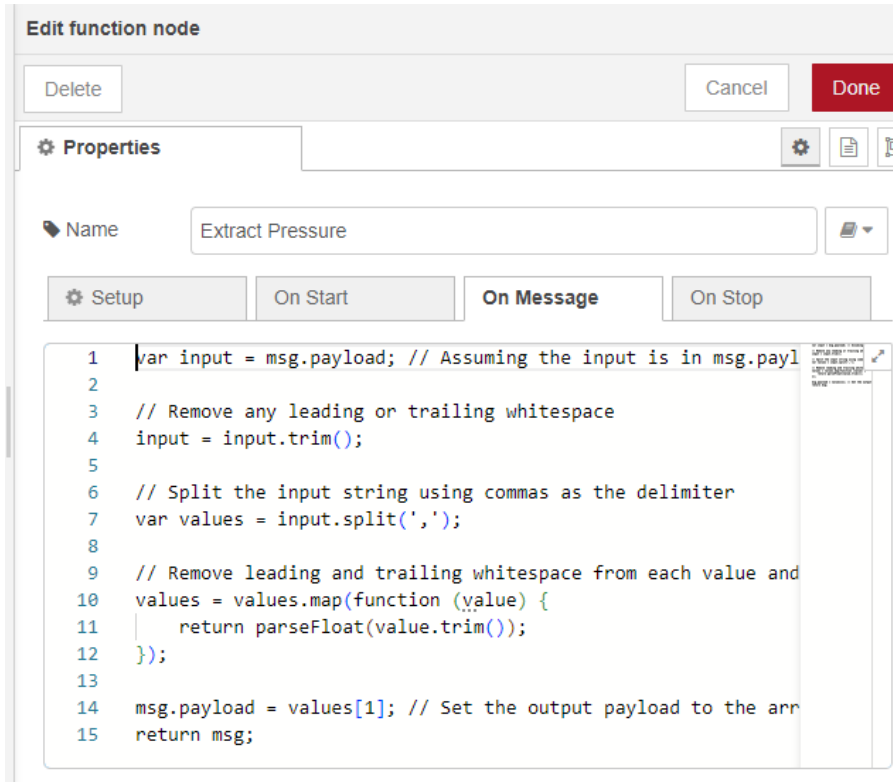 Edit function node
Delete
Cancel
Done
Properties
Name
Extract Pressure
Setup
On Start
On Message
On Stop
1 var input = msg.payload; // Assuming the input is in msg.payl
2
3 // Remove any leading or trailing whitespace
4 input = input.trim();
5
6 // Split the input string using commas as the delimiter
7 var values = input.split(',');
8
9 // Remove leading and trailing whitespace from each value and
10 values = values.map(function (value) {
11 return parseFloat(value.trim());
12 });
13
14 msg.payload = values[1]; // Set the output payload to the arr
15 return msg;